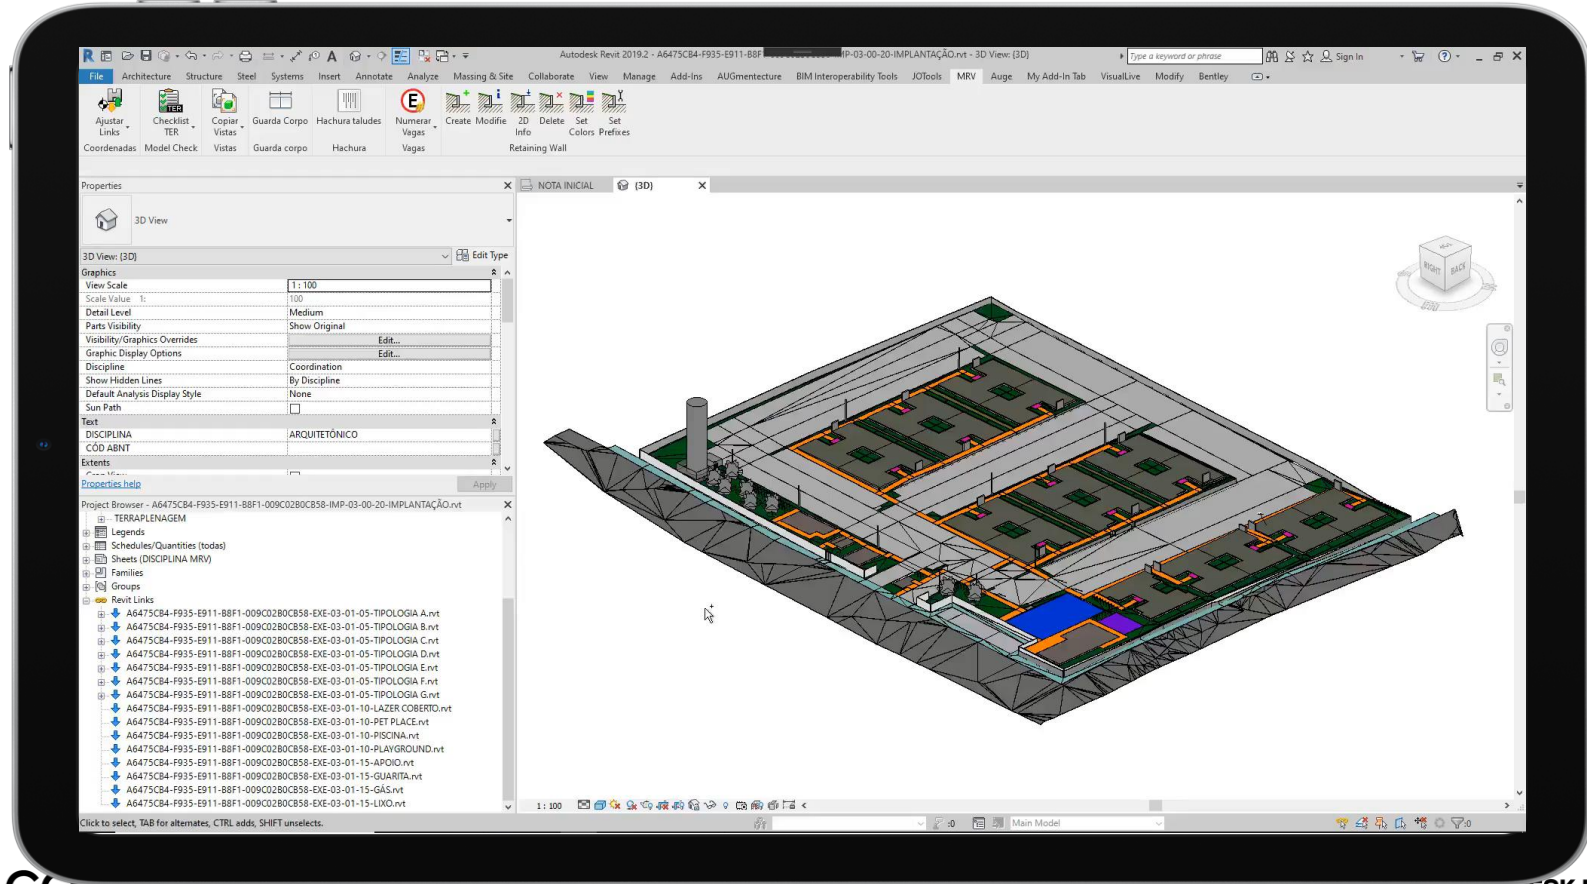 Autodesk Revit 2019.2 - A6475CB4-F935-E911-B8F IMP-03-00-20-IMPLANTAÇÃO.rvt - 3D View: {3D}
Type a keyword or phrase
Sign In
File Architecture Structure Steel Systems Insert Annotate Analyze Massing & Site Collaborate View Manage Add-Ins AUGmentecture BIM Interoperability Tools JOTools MRV Auge My Add-In Tab VisualLive Modify Bentley
Ajustar Links
Checklist TER
Copiar Vistas
Guarda Corpo
Hachura taludes
Numerar Vagas
Create
Modifie
2D Info
Delete
Set Colors
Set Prefixes
Coordenadas Model Check Vistas Guarda corpo Hachura Vagas Retaining Wall
Properties
3D View
3D View: {3D}
Edit Type
Graphics
View Scale 1 : 100
Scale Value 1: 100
Detail Level Medium
Parts Visibility Show Original
Visibility/Graphics Overrides Edit...
Graphic Display Options Edit...
Discipline Coordination
Show Hidden Lines By Discipline
Default Analysis Display Style None
Sun Path
Text
DISCIPLINA ARQUITETÔNICO
CÓD ABNT
Extents
Crop View
Properties help
Apply
Project Browser - A6475CB4-F935-E911-B8F1-009C02B0CB58-IMP-03-00-20-IMPLANTAÇÃO.rvt
TERRAPLENAGEM
Legends
Schedules/Quantities (todas)
Sheets (DISCIPLINA MRV)
Families
Groups
Revit Links
A6475CB4-F935-E911-B8F1-009C02B0CB58-EXE-03-01-05-TIPOLOGIA A.rvt
A6475CB4-F935-E911-B8F1-009C02B0CB58-EXE-03-01-05-TIPOLOGIA B.rvt
A6475CB4-F935-E911-B8F1-009C02B0CB58-EXE-03-01-05-TIPOLOGIA C.rvt
A6475CB4-F935-E911-B8F1-009C02B0CB58-EXE-03-01-05-TIPOLOGIA D.rvt
A6475CB4-F935-E911-B8F1-009C02B0CB58-EXE-03-01-05-TIPOLOGIA E.rvt
A6475CB4-F935-E911-B8F1-009C02B0CB58-EXE-03-01-05-TIPOLOGIA F.rvt
A6475CB4-F935-E911-B8F1-009C02B0CB58-EXE-03-01-05-TIPOLOGIA G.rvt
A6475CB4-F935-E911-B8F1-009C02B0CB58-EXE-03-01-10-LAZER COBERTO.rvt
A6475CB4-F935-E911-B8F1-009C02B0CB58-EXE-03-01-10-PET PLACE.rvt
A6475CB4-F935-E911-B8F1-009C02B0CB58-EXE-03-01-10-PISCINA.rvt
A6475CB4-F935-E911-B8F1-009C02B0CB58-EXE-03-01-10-PLAYGROUND.rvt
A6475CB4-F935-E911-B8F1-009C02B0CB58-EXE-03-01-15-APOIO.rvt
A6475CB4-F935-E911-B8F1-009C02B0CB58-EXE-03-01-15-GUARITA.rvt
A6475CB4-F935-E911-B8F1-009C02B0CB58-EXE-03-01-15-GÁS.rvt
A6475CB4-F935-E911-B8F1-009C02B0CB58-EXE-03-01-15-LIXO.rvt
NOTA INICIAL {3D}
RIGHT BACK
1 : 100
Click to select, TAB for alternates, CTRL adds, SHIFT unselects.
:0
Main Model
:0